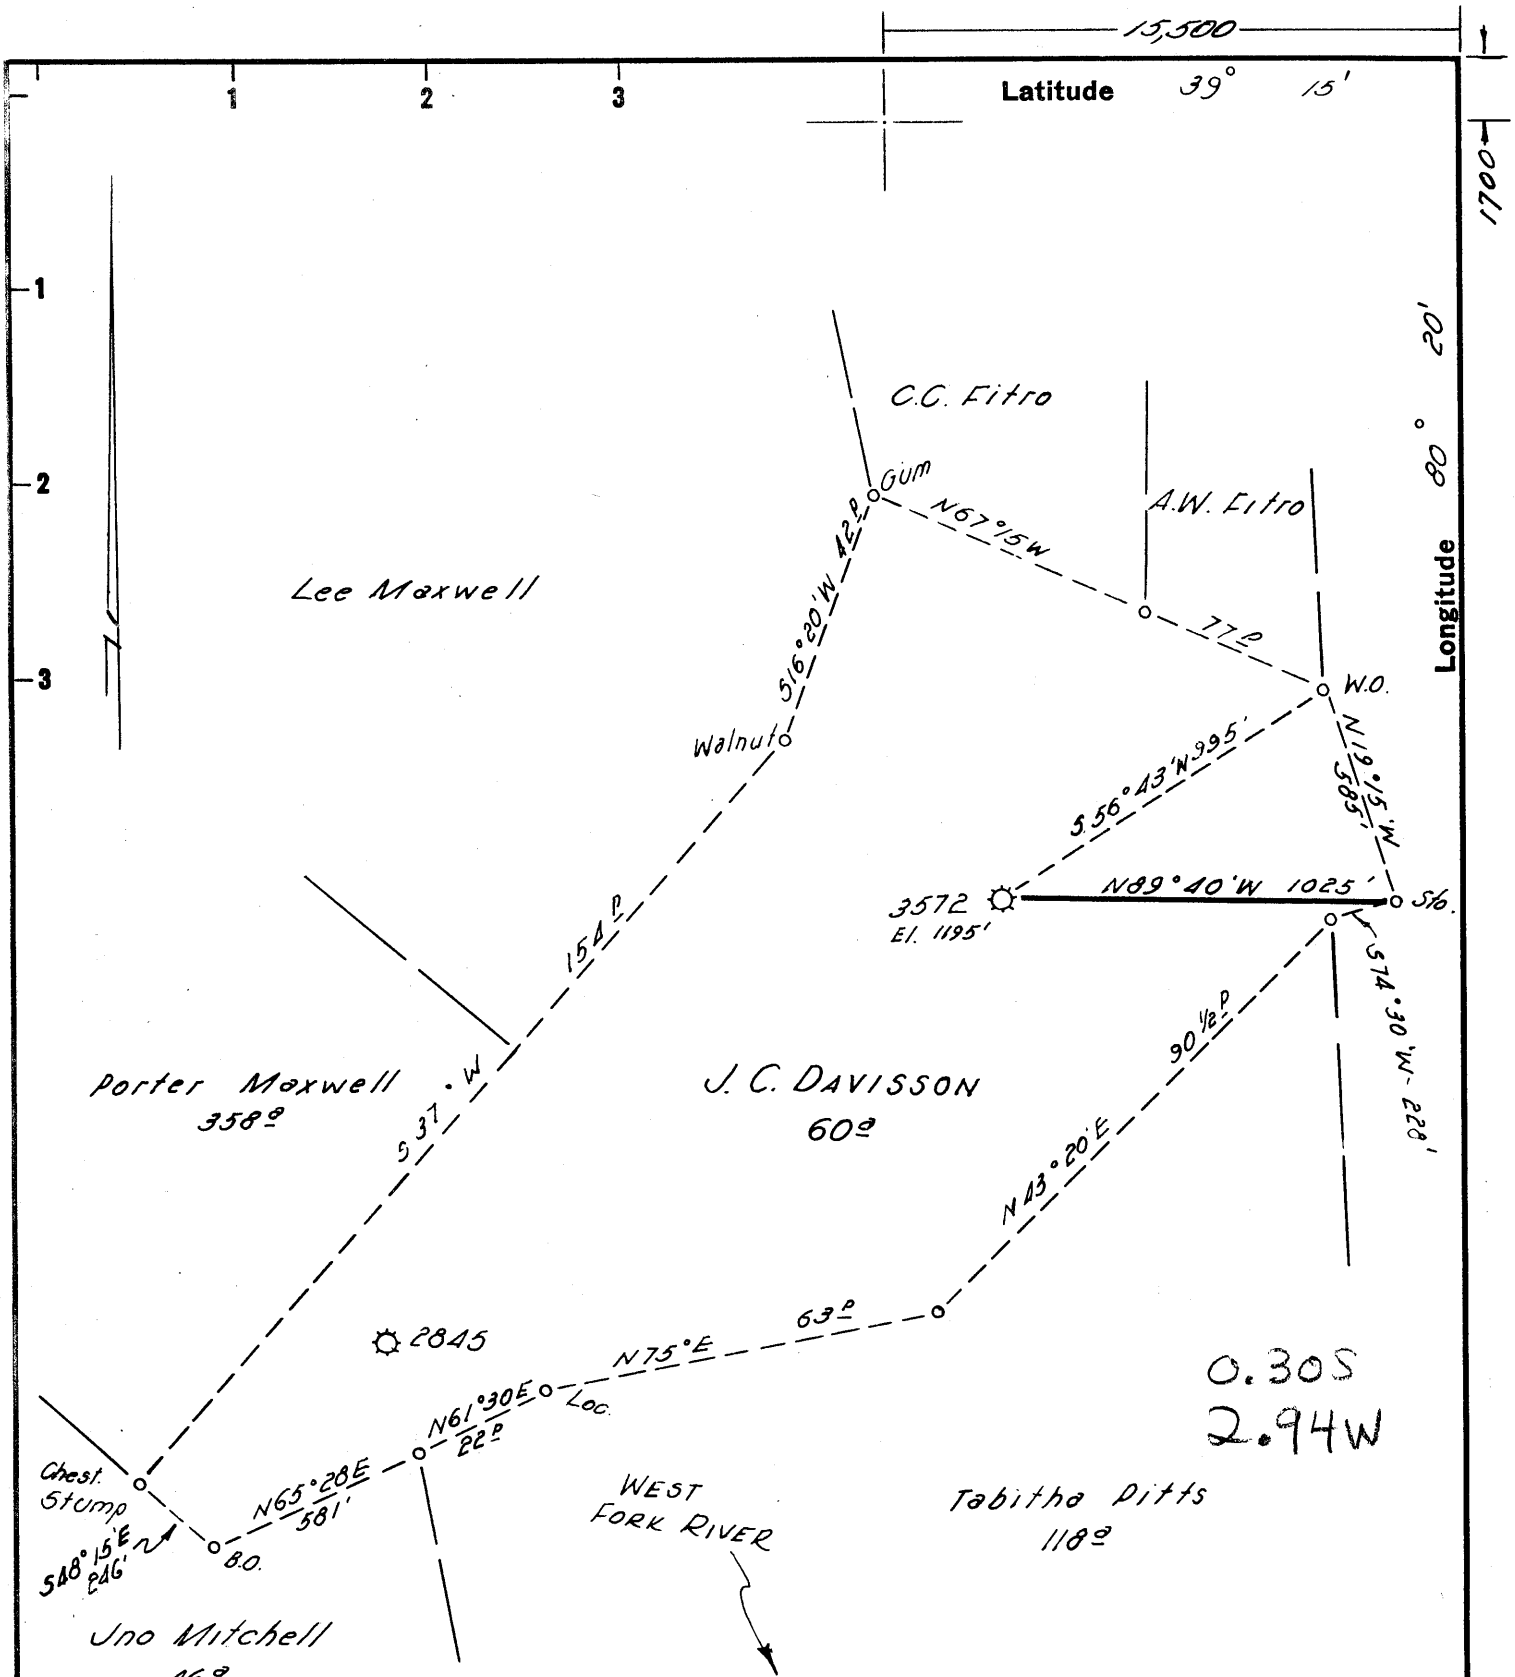 15,500
Latitude 39° 15'
1 2 3
1700
1
2
3
Longitude 80° 20'
C.C. Fitro
Gum
A.W. Fitro
N67°15W
77P
Lee Maxwell
S16°20'W 42P
Walnut
W.O.
N19°15'W
585'
S.56°43'W 995'
N89°40'W 1025'
Sto.
3572
El. 1195'
S74°30'W - 228'
154P
S 37° W
90 1/2P
N43°20'E
Porter Maxwell
358a
J. C. DAVISSON
60a
2845
63P
N75°E
Loc.
N61°30E
22P
0.30S
2.94W
Chest.
Stump
N65°28E
581'
B.O.
S48°15'E
246'
WEST
FORK RIVER
Tabitha Pitts
118a
Jno Mitchell